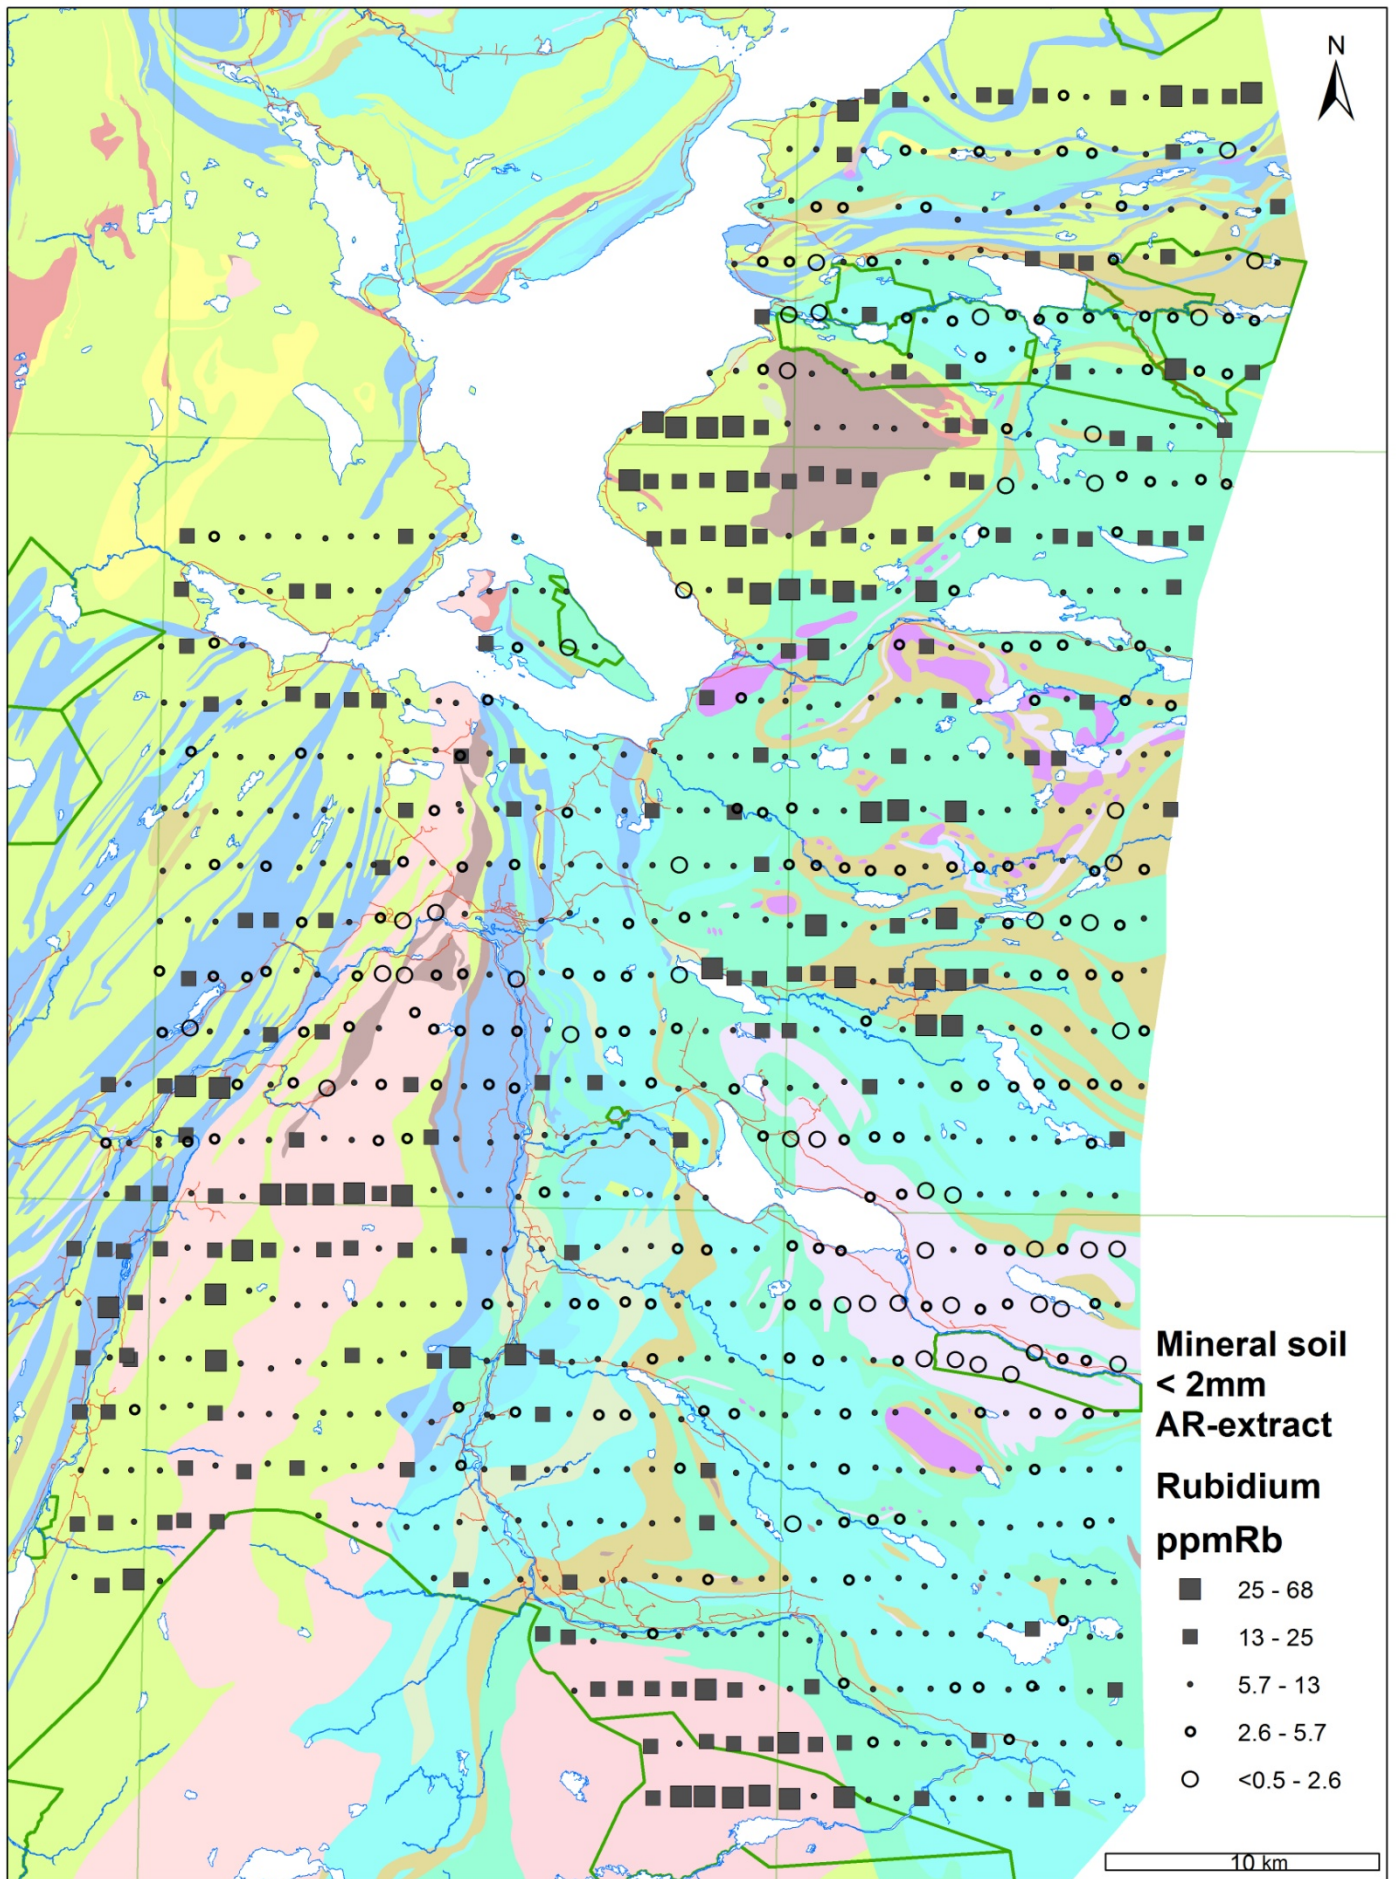 N
Mineral soil
< 2mm
AR-extract
Rubidium
ppmRb
25 - 68
13 - 25
5.7 - 13
2.6 - 5.7
<0.5 - 2.6
10 km